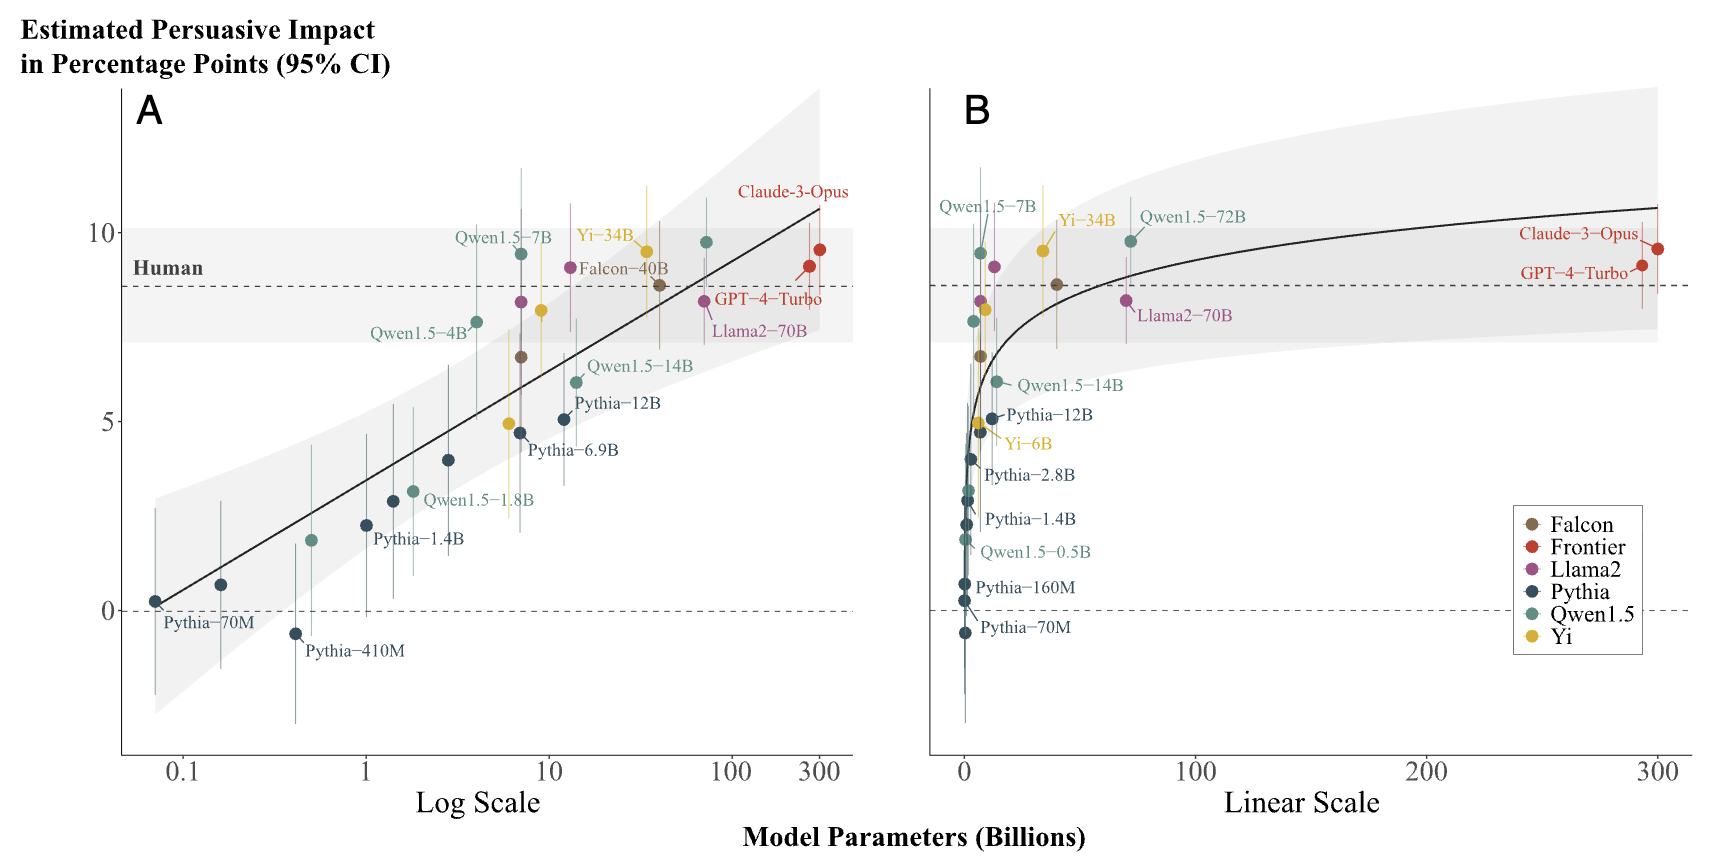 Estimated Persuasive Impact
in Percentage Points (95% CI)
A
Claude-3-Opus
Qwen1.5−7B
Yi−34B
10
Human
Falcon−40B
GPT−4−Turbo
Qwen1.5−4B
Llama2−70B
Qwen1.5−14B
Pythia−12B
5
Pythia−6.9B
Qwen1.5−1.8B
Pythia−1.4B
0
Pythia−70M
Pythia−410M
0.1
1
10
100
300
Log Scale
B
Qwen1.5−7B
Yi−34B
Qwen1.5−72B
Claude−3−Opus
GPT−4−Turbo
Llama2−70B
Qwen1.5−14B
Pythia−12B
Yi−6B
Pythia−2.8B
Pythia−1.4B
Qwen1.5−0.5B
Pythia−160M
Pythia−70M
Falcon
Frontier
Llama2
Pythia
Qwen1.5
Yi
0
100
200
300
Linear Scale
Model Parameters (Billions)